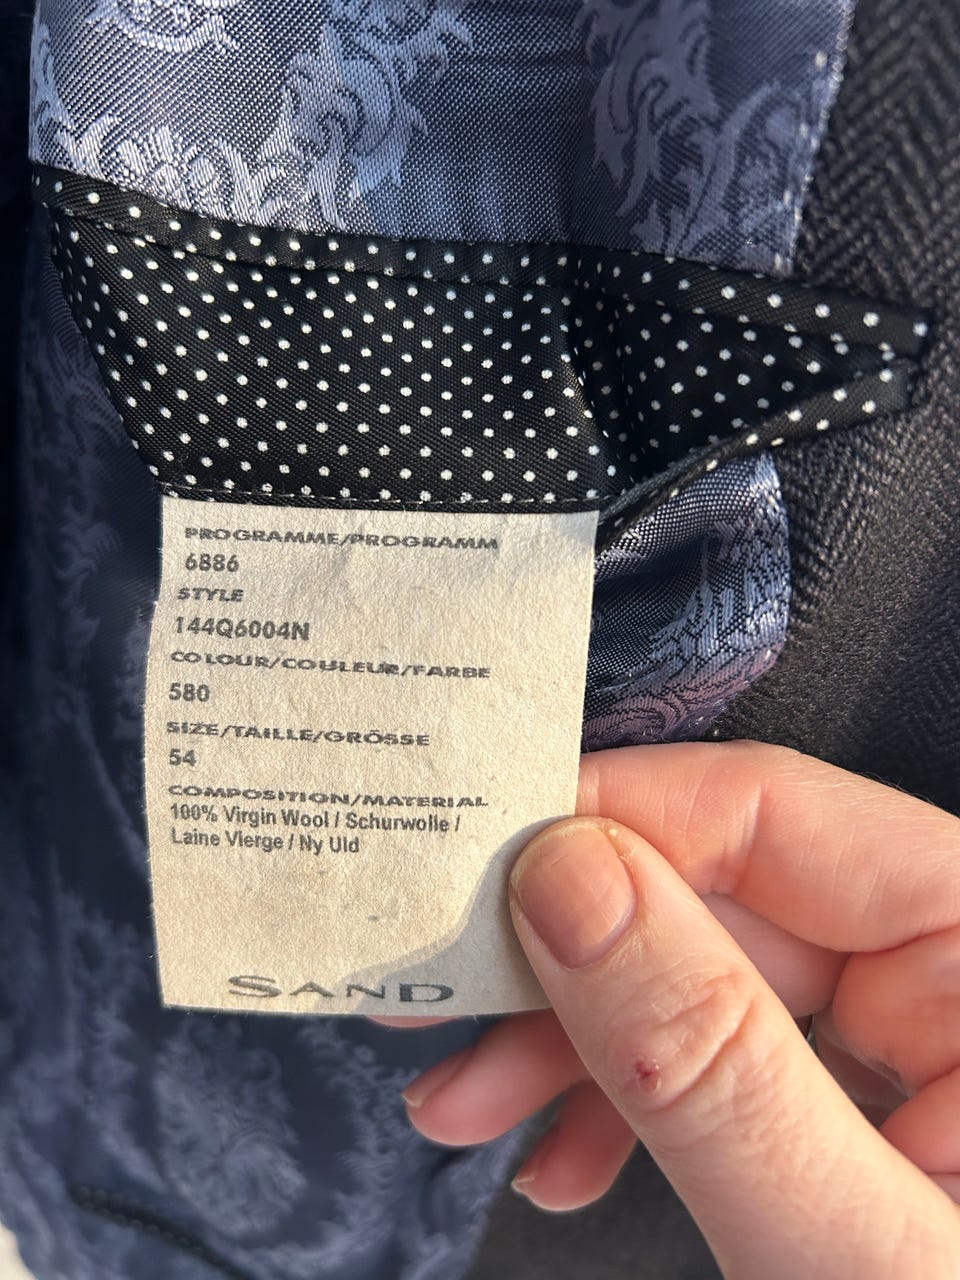 PROGRAMME/PROGRAMM
6886
STYLE
144Q6004N
COLOUR/COULEUR/FARBE
580
SIZE/TAILLE/GRÖSSE
54
COMPOSITION/MATERIAL
100% Virgin Wool / Schurwolle /
Laine Vierge / Ny Uld
SAND